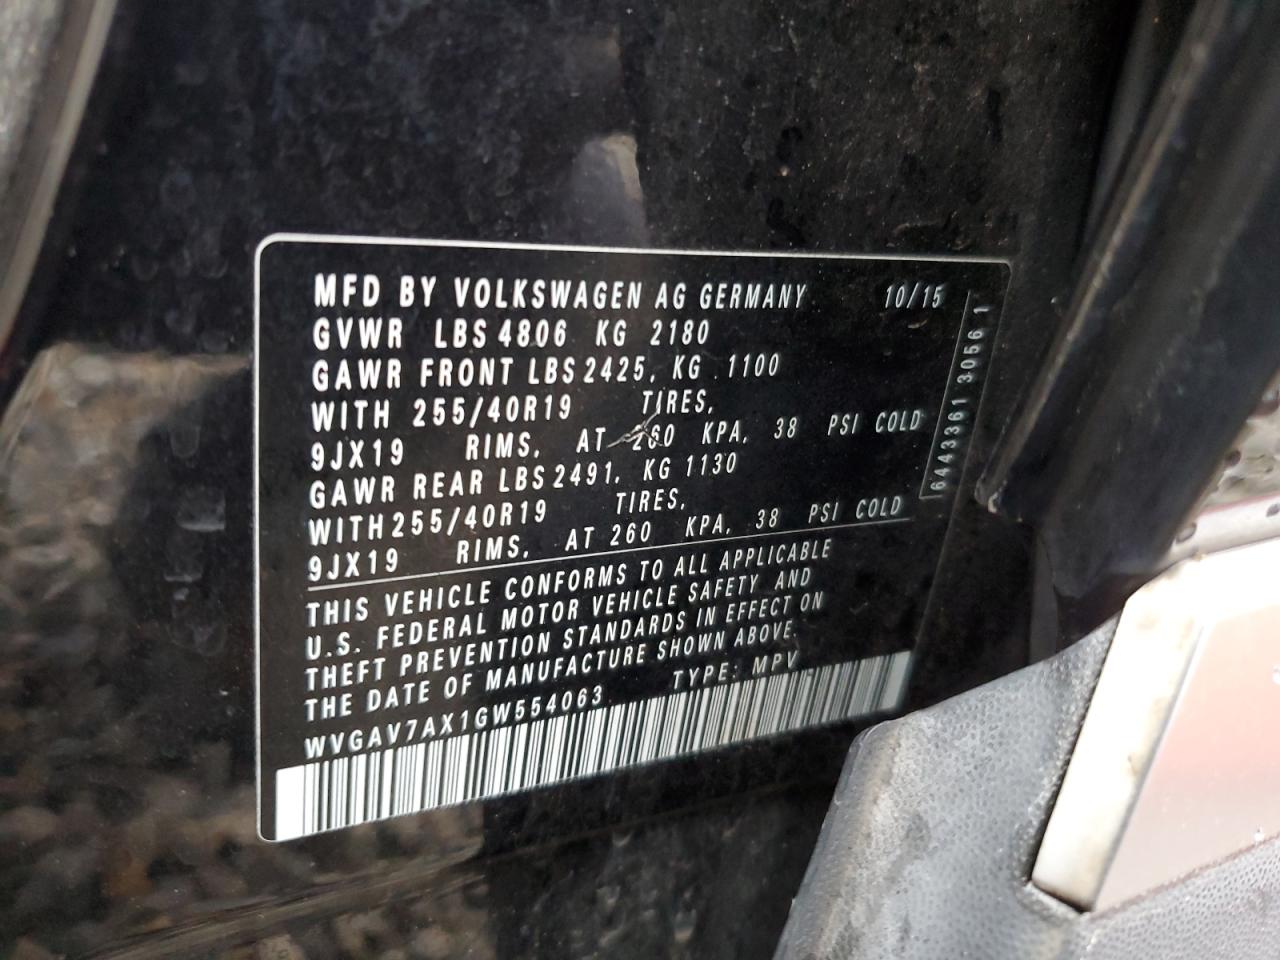 MFD BY VOLKSWAGEN AG GERMANY 10/15
GVWR LBS 4806 KG 2180
GAWR FRONT LBS 2425, KG 1100
WITH 255/40R19 TIRES,
9JX19 RIMS, AT 260 KPA, 38 PSI COLD
GAWR REAR LBS 2491, KG 1130
WITH 255/40R19 TIRES,
9JX19 RIMS, AT 260 KPA, 38 PSI COLD
THIS VEHICLE CONFORMS TO ALL APPLICABLE
U.S. FEDERAL MOTOR VEHICLE SAFETY AND
THEFT PREVENTION STANDARDS IN EFFECT ON
THE DATE OF MANUFACTURE SHOWN ABOVE.
WVGAV7AX1GW554063 TYPE: MPV
6443361 3056 1